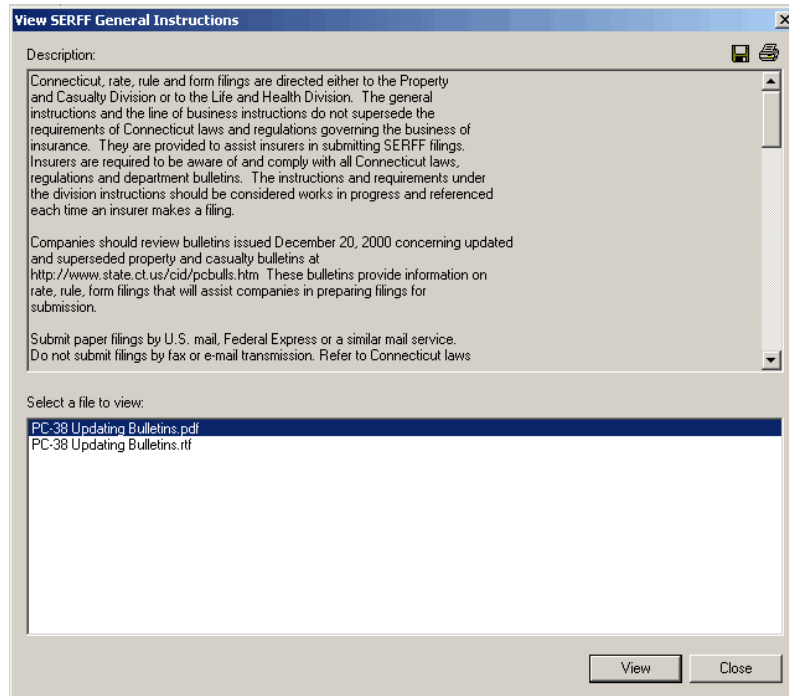 View SERFF General Instructions
Description:
Connecticut, rate, rule and form filings are directed either to the Property
and Casualty Division or to the Life and Health Division. The general
instructions and the line of business instructions do not supersede the
requirements of Connecticut laws and regulations governing the business of
insurance. They are provided to assist insurers in submitting SERFF filings.
Insurers are required to be aware of and comply with all Connecticut laws,
regulations and department bulletins. The instructions and requirements under
the division instructions should be considered works in progress and referenced
each time an insurer makes a filing.
Companies should review bulletins issued December 20, 2000 concerning updated
and superseded property and casualty bulletins at
http://www.state.ct.us/cid/pcbulls.htm These bulletins provide information on
rate, rule, form filings that will assist companies in preparing filings for
submission.
Submit paper filings by U.S. mail, Federal Express or a similar mail service.
Do not submit filings by fax or e-mail transmission. Refer to Connecticut laws
Select a file to view:
PC-38 Updating Bulletins.pdf
PC-38 Updating Bulletins.rtf
View Close